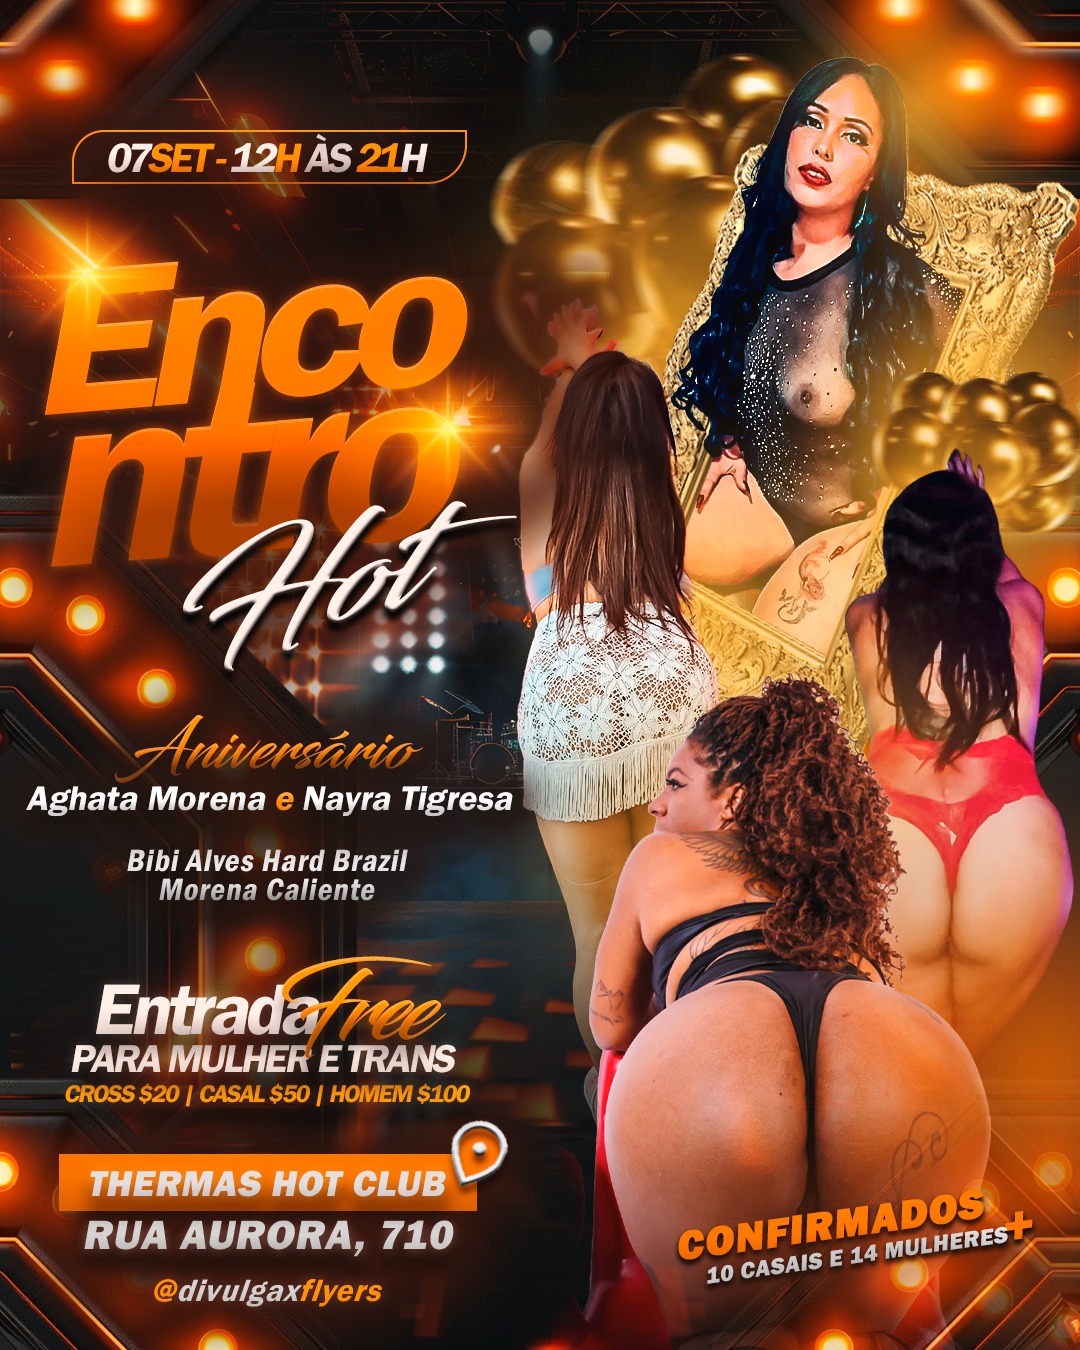 07SET - 12H ÀS 21H
Enco
ntro
Hot
Aniversário
Aghata Morena e Nayra Tigresa
Bibi Alves Hard Brazil
Morena Caliente
Entrada Free
PARA MULHER E TRANS
CROSS $20 | CASAL $50 | HOMEM $100
THERMAS HOT CLUB
RUA AURORA, 710
@divulgaxflyers
CONFIRMADOS
10 CASAIS E 14 MULHERES+